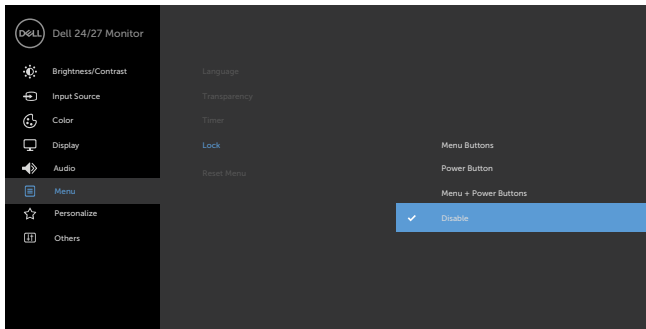 DELL Dell 24/27 Monitor
Brightness/Contrast
Input Source
Color
Display
Audio
Menu
Personalize
Others
Language
Transparency
Timer
Lock
Reset Menu
Menu Buttons
Power Button
Menu + Power Buttons
Disable